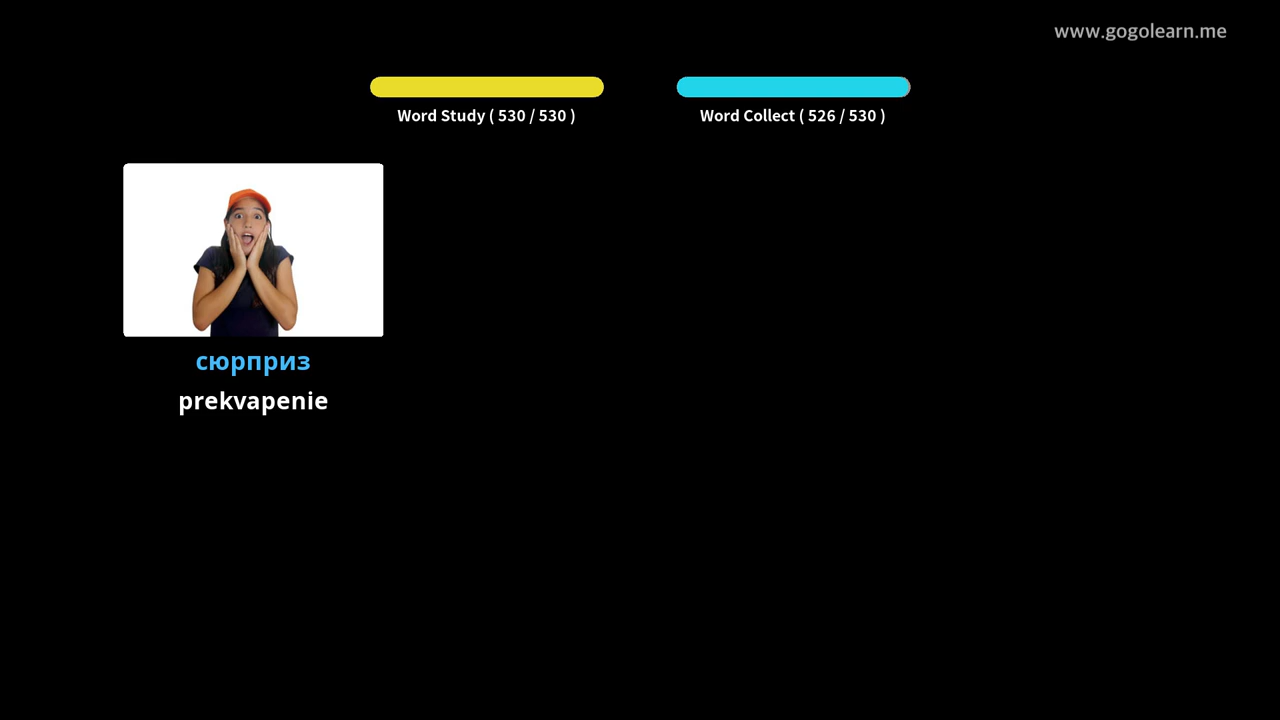 www.gogolearn.me
Word Study ( 530 / 530 )
Word Collect ( 526 / 530 )
сюрприз
prekvapenie